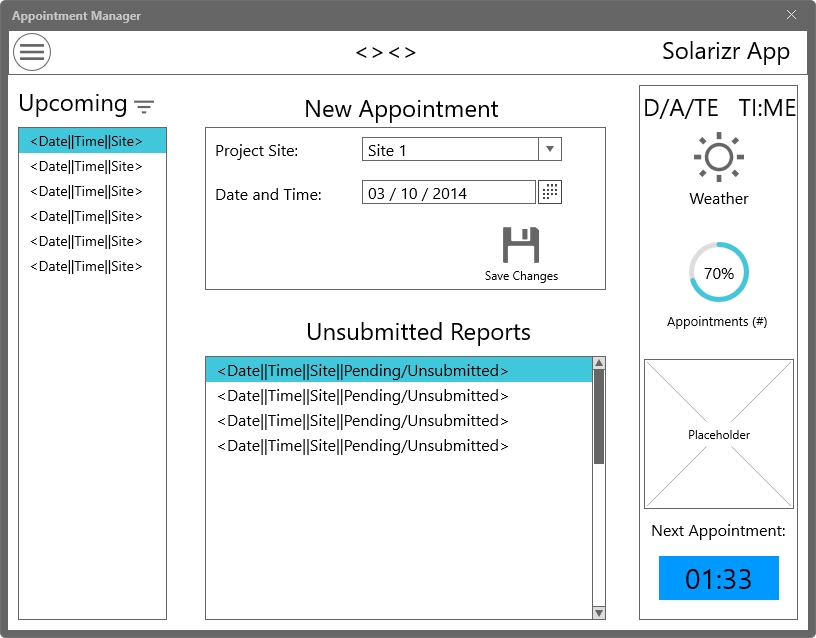 Appointment Manager
<><>
Solarizr App
Upcoming
<Date||Time||Site>
<Date||Time||Site>
<Date||Time||Site>
<Date||Time||Site>
<Date||Time||Site>
<Date||Time||Site>
New Appointment
Project Site:
Site 1
Date and Time:
03 / 10 / 2014
Save Changes
Unsubmitted Reports
<Date||Time||Site||Pending/Unsubmitted>
<Date||Time||Site||Pending/Unsubmitted>
<Date||Time||Site||Pending/Unsubmitted>
<Date||Time||Site||Pending/Unsubmitted>
D/A/TE TI:ME
Weather
70%
Appointments (#)
Placeholder
Next Appointment:
01:33